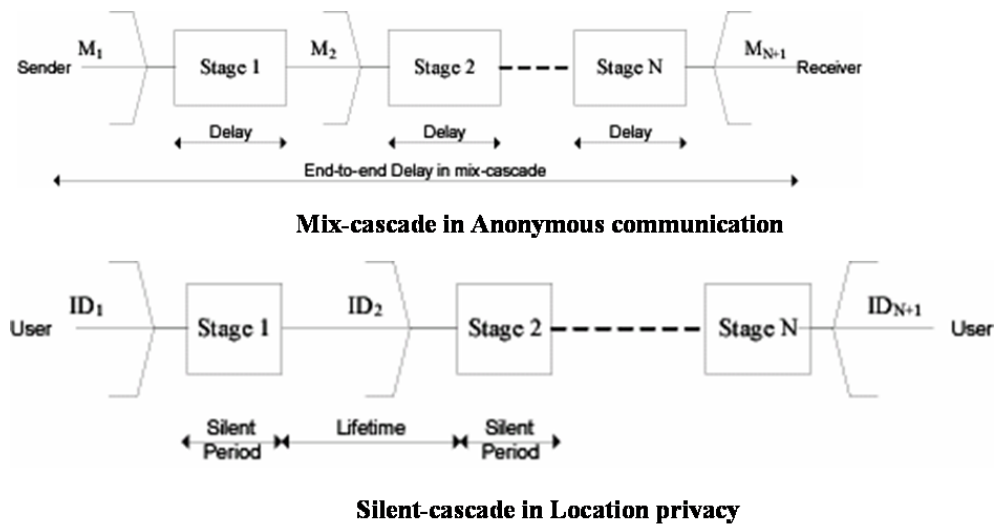 Sender M₁ Stage 1 M₂ Stage 2 Stage N Mₙ₊₁ Receiver
Delay Delay Delay
End-to-end Delay in mix-cascade
Mix-cascade in Anonymous communication
User ID₁ Stage 1 ID₂ Stage 2 Stage N IDₙ₊₁ User
Silent Period Lifetime Silent Period
Silent-cascade in Location privacy